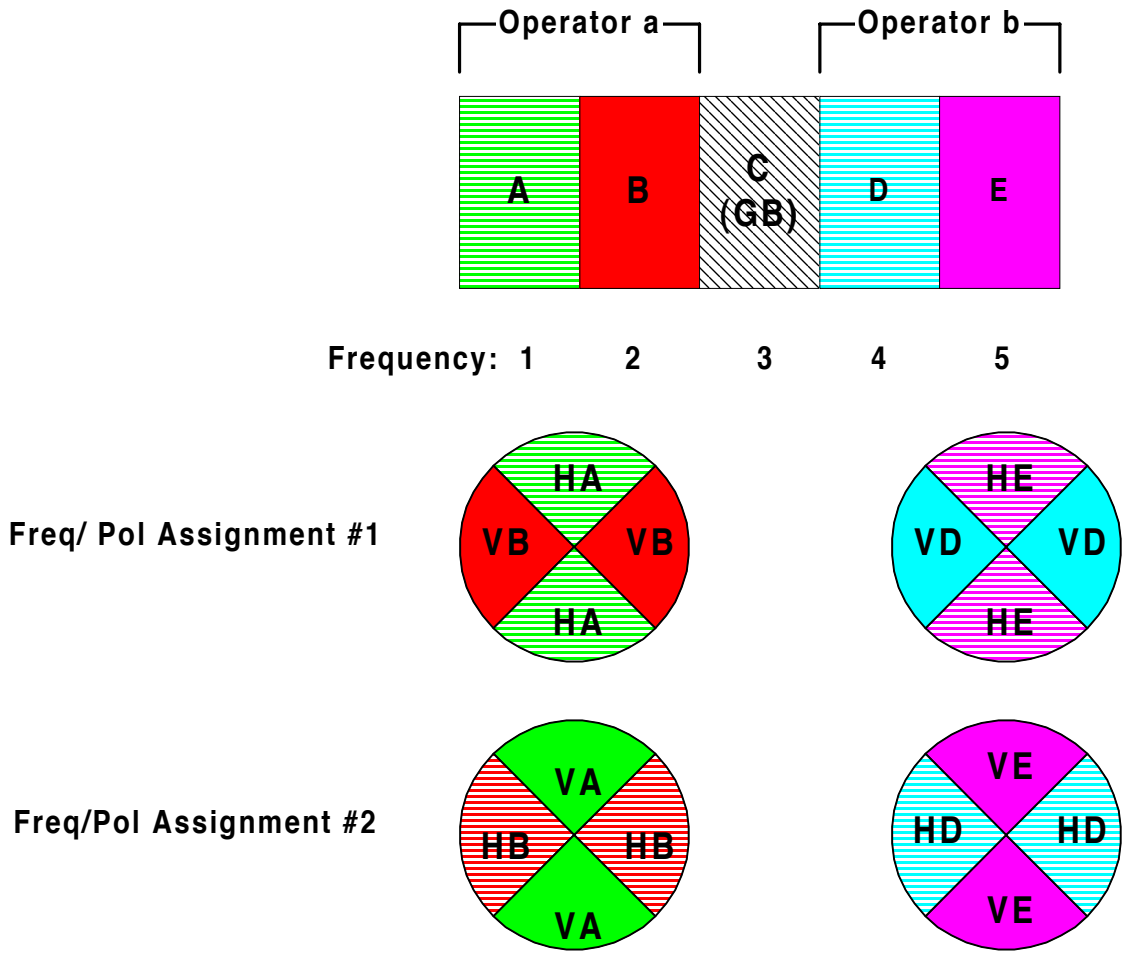 Operator a Operator b
A B C D E
(GB)
Frequency: 1 2 3 4 5
HA HE
Freq/ Pol Assignment #1 VB VB VD VD
HA HE
VA VE
Freq/Pol Assignment #2 HB HB HD HD
VA VE